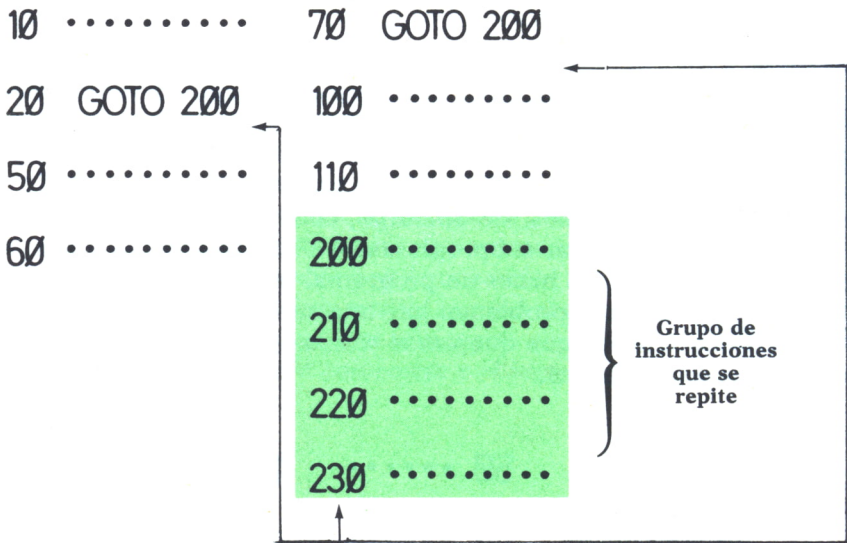 10 ..........
20 GOTO 200
50 ..........
60 ..........
70 GOTO 200
100 .........
110 .........
200 .........
210 .........
220 .........
230 .........
Grupo de
instrucciones
que se
repite